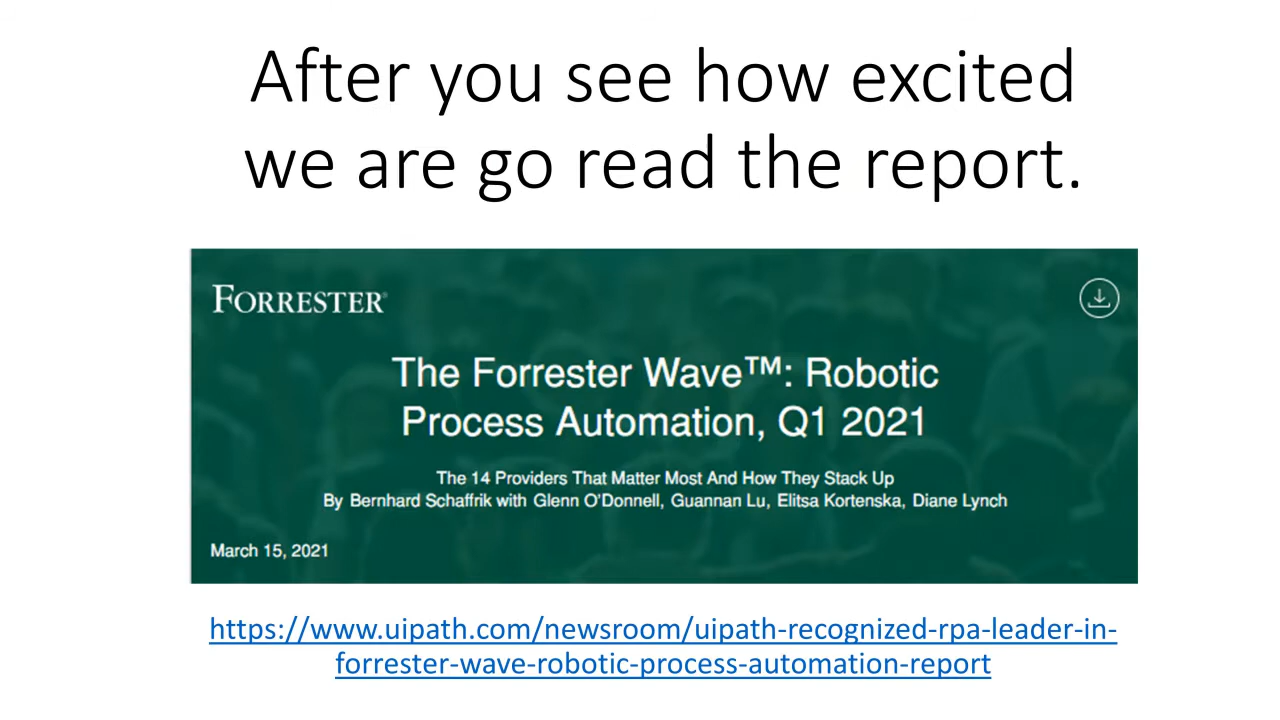 After you see how excited
we are go read the report.
FORRESTER®
The Forrester Wave™: Robotic
Process Automation, Q1 2021
The 14 Providers That Matter Most And How They Stack Up
By Bernhard Schaffrik with Glenn O'Donnell, Guannan Lu, Elitsa Kortenska, Diane Lynch
March 15, 2021
https://www.uipath.com/newsroom/uipath-recognized-rpa-leader-in-
forrester-wave-robotic-process-automation-report